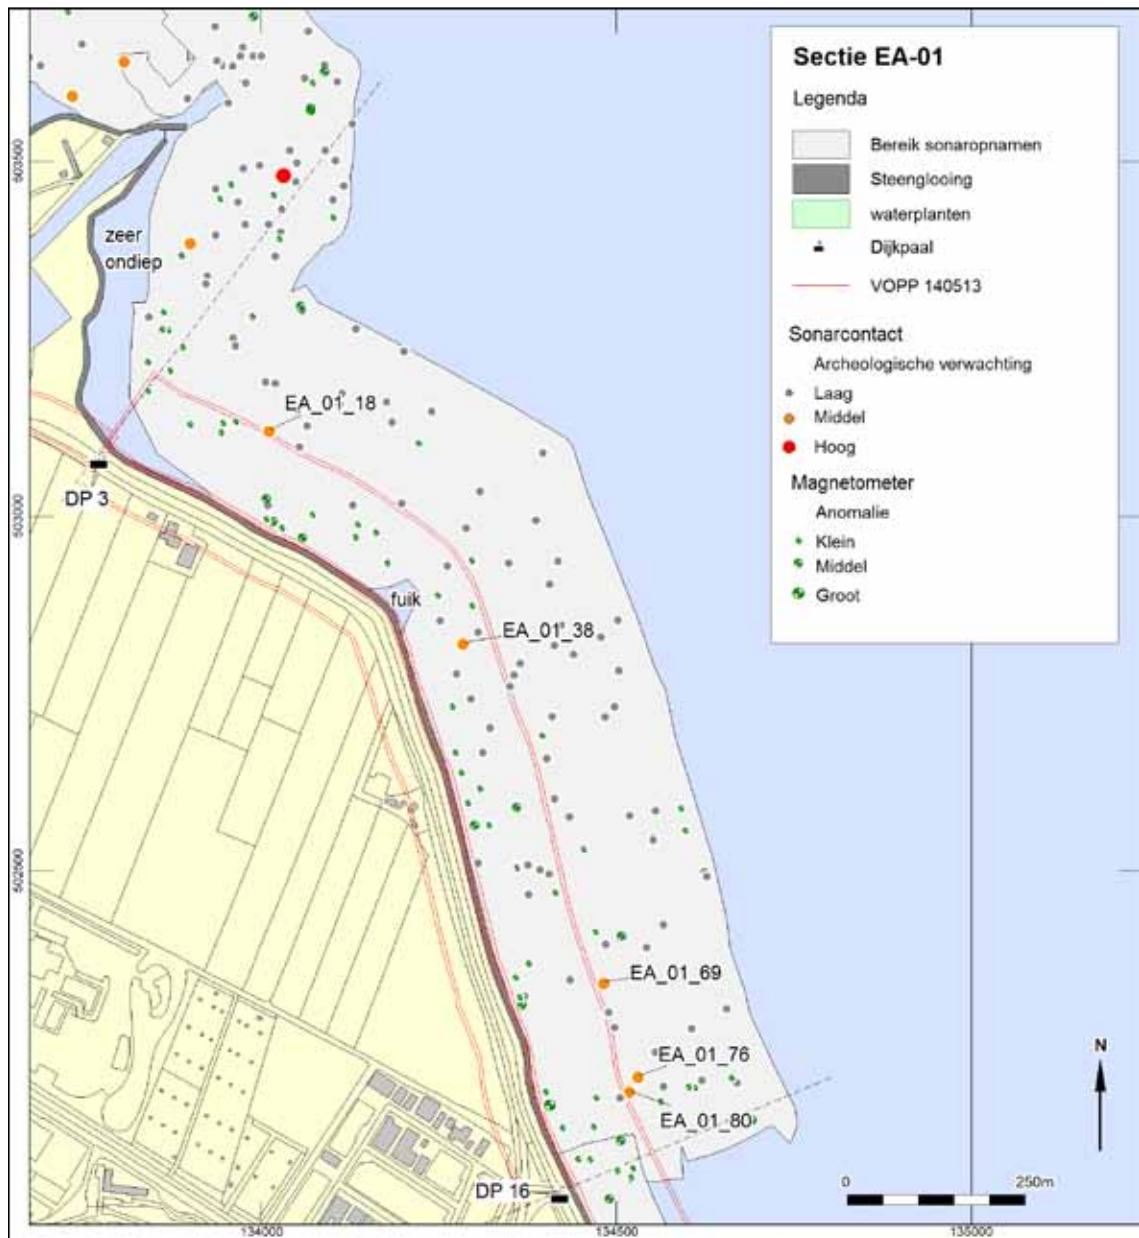 Sectie EA-01
Legenda
Bereik sonaropnamen
Steenglooing
waterplanten
Dijkpaal
VOPP 140513
Sonarcontact
Archeologische verwachting
Laag
Middel
Hoog
Magnetometer
Anomalie
Klein
Middel
Groot
zeer
ondiep
EA_01_18
DP 3
fuik
EA_01_38
EA_01_69
EA_01_76
EA_01_80
DP 16
N
0
250m
603500
503000
502500
134000
134500
135000